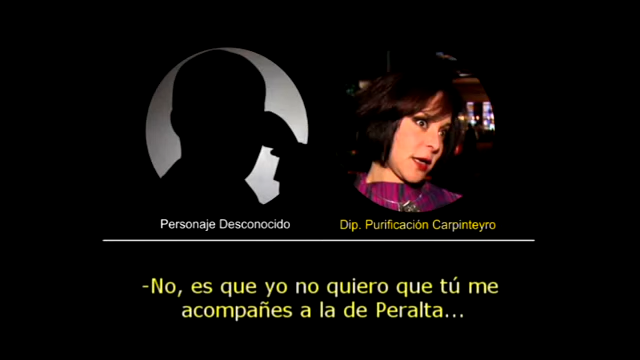 Personaje Desconocido
Dip. Purificación Carpinteyro
-No, es que yo no quiero que tú me
acompañes a la de Peralta...